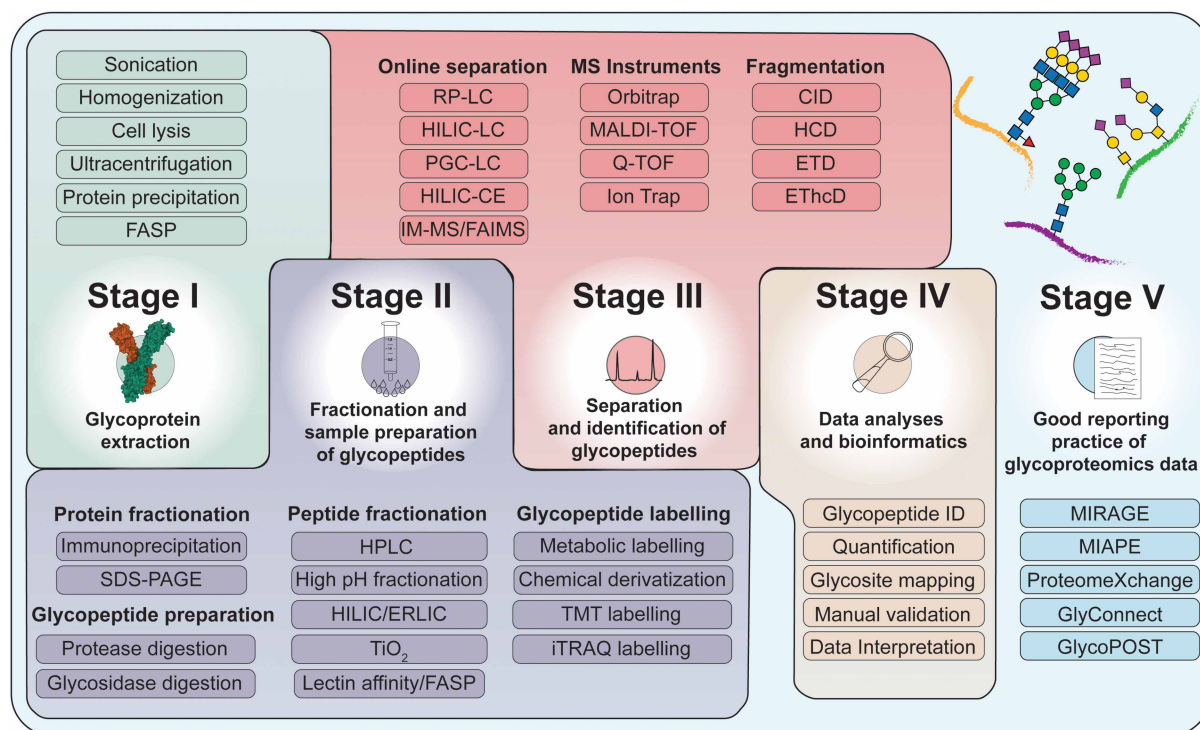 Sonication
Homogenization
Cell lysis
Ultracentrifugation
Protein precipitation
FASP
Stage I
Glycoprotein
extraction
Stage II
Fractionation and
sample preparation
of glycopeptides
Protein fractionation
Immunoprecipitation
SDS-PAGE
Glycopeptide preparation
Protease digestion
Glycosidase digestion
Peptide fractionation
HPLC
High pH fractionation
HILIC/ERLIC
TiO₂
Lectin affinity/FASP
Glycopeptide labelling
Metabolic labelling
Chemical derivatization
TMT labelling
iTRAQ labelling
Online separation
RP-LC
HILIC-LC
PGC-LC
HILIC-CE
IM-MS/FAIMS
MS Instruments
Orbitrap
MALDI-TOF
Q-TOF
Ion Trap
Fragmentation
CID
HCD
ETD
EThcD
Stage III
Separation
and identification of
glycopeptides
Stage IV
Data analyses
and bioinformatics
Glycopeptide ID
Quantification
Glycosite mapping
Manual validation
Data Interpretation
Stage V
Good reporting
practice of
glycoproteomics data
MIRAGE
MIAPE
ProteomeXchange
GlyConnect
GlycoPOST